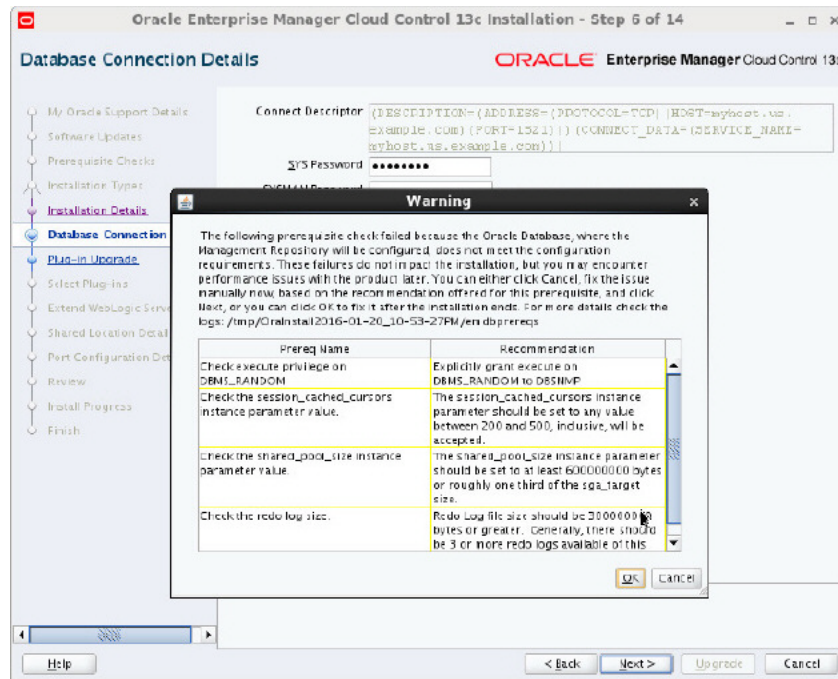 Oracle Enterprise Manager Cloud Control 13c Installation - Step 6 of 14
Database Connection Details
ORACLE Enterprise Manager Cloud Control 13c
My Oracle Support Details
Software Updates
Prerequisite Checks
Installation Types
Installation Details
Database Connection
Plug-in Upgrade
Select Plug-ins
Extend WebLogic Serve
Shared Location Detail
Port Configuration Det
Review
Install Progress
Finish
Connect Descriptor
(DESCRIPTION=(ADDRESS=(PROTOCOL=TCP)(HOST=myhost.us.
example.com)(PORT=1521)))(CONNECT_DATA=(SERVICE_NAME=
myhost.us.example.com)))
SYS Password
Warning
The following prerequisite check failed because the Oracle Database, where the
Management Repository will be configured, does not meet the configuration
requirements. These failures do not impact the installation, but you may encounter
performance issues with the product later. You can either click Cancel, fix the issue
manually now, based on the recommendation offered for this prerequisite, and click
Next, or you can click OK to fix it after the installation ends. For more details check the
logs: /tmp/OraInstall2016-01-20_10-53-27PM/emdbprereqs
Prereq Name
Recommendation
Check execute privilege on
DBMS_RANDOM
Explicitly grant execute on
DBMS_RANDOM to DBSNMP
Check the session_cached_cursors
instance parameter value.
The session_cached_cursors instance
parameter should be set to any value
between 200 and 500, inclusive, will be
accepted.
Check the shared_pool_size instance
parameter value.
The shared_pool_size instance parameter
should be set to at least 600000000 bytes
or roughly one third of the sga_target
size.
Check the redo log size.
Redo Log file size should be
bytes or greater. Generally, there should
be 3 or more redo logs available of this
OK
Cancel
Help
< Back
Next >
Upgrade
Cancel